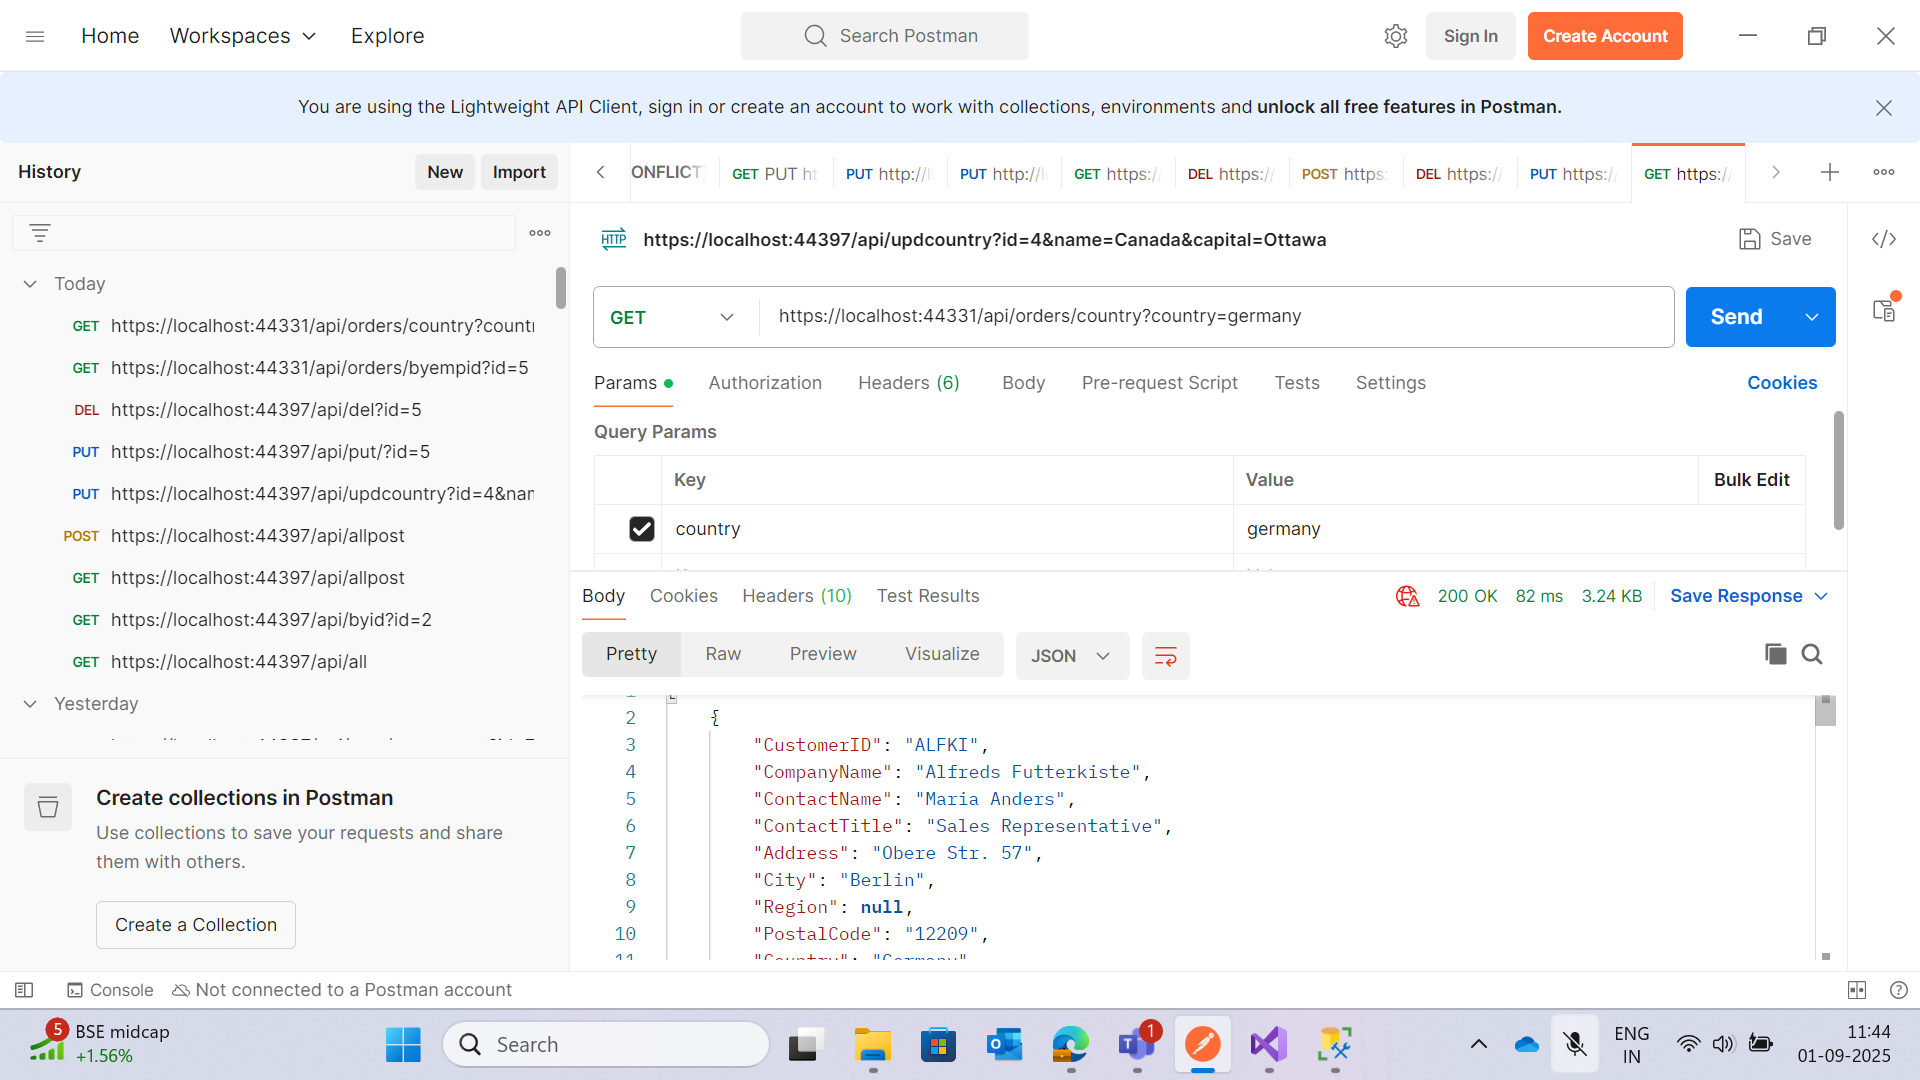 Home Workspaces Explore Search Postman Sign In Create Account
You are using the Lightweight API Client, sign in or create an account to work with collections, environments and unlock all free features in Postman.
History New Import
ONFLICT GET PUT ht PUT http://l PUT http://l GET https:/ DEL https:// POST https: DEL https:// PUT https:/ GET https:/
https://localhost:44397/api/updcountry?id=4&name=Canada&capital=Ottawa Save
Today
GET https://localhost:44331/api/orders/country?countr
GET https://localhost:44331/api/orders/byempid?id=5
DEL https://localhost:44397/api/del?id=5
PUT https://localhost:44397/api/put/?id=5
PUT https://localhost:44397/api/updcountry?id=4&nar
POST https://localhost:44397/api/allpost
GET https://localhost:44397/api/allpost
GET https://localhost:44397/api/byid?id=2
GET https://localhost:44397/api/all
Yesterday
Create collections in Postman
Use collections to save your requests and share
them with others.
Create a Collection
GET https://localhost:44331/api/orders/country?country=germany Send
Params Authorization Headers (6) Body Pre-request Script Tests Settings Cookies
Query Params
Key Value Bulk Edit
country germany
Body Cookies Headers (10) Test Results 200 OK 82 ms 3.24 KB Save Response
Pretty Raw Preview Visualize JSON
2 {
3 "CustomerID": "ALFKI",
4 "CompanyName": "Alfreds Futterkiste",
5 "ContactName": "Maria Anders",
6 "ContactTitle": "Sales Representative",
7 "Address": "Obere Str. 57",
8 "City": "Berlin",
9 "Region": null,
10 "PostalCode": "12209",
11 "Country": "Germany"
Console Not connected to a Postman account
5 BSE midcap
+1.56%
Search
1
ENG
IN
11:44
01-09-2025